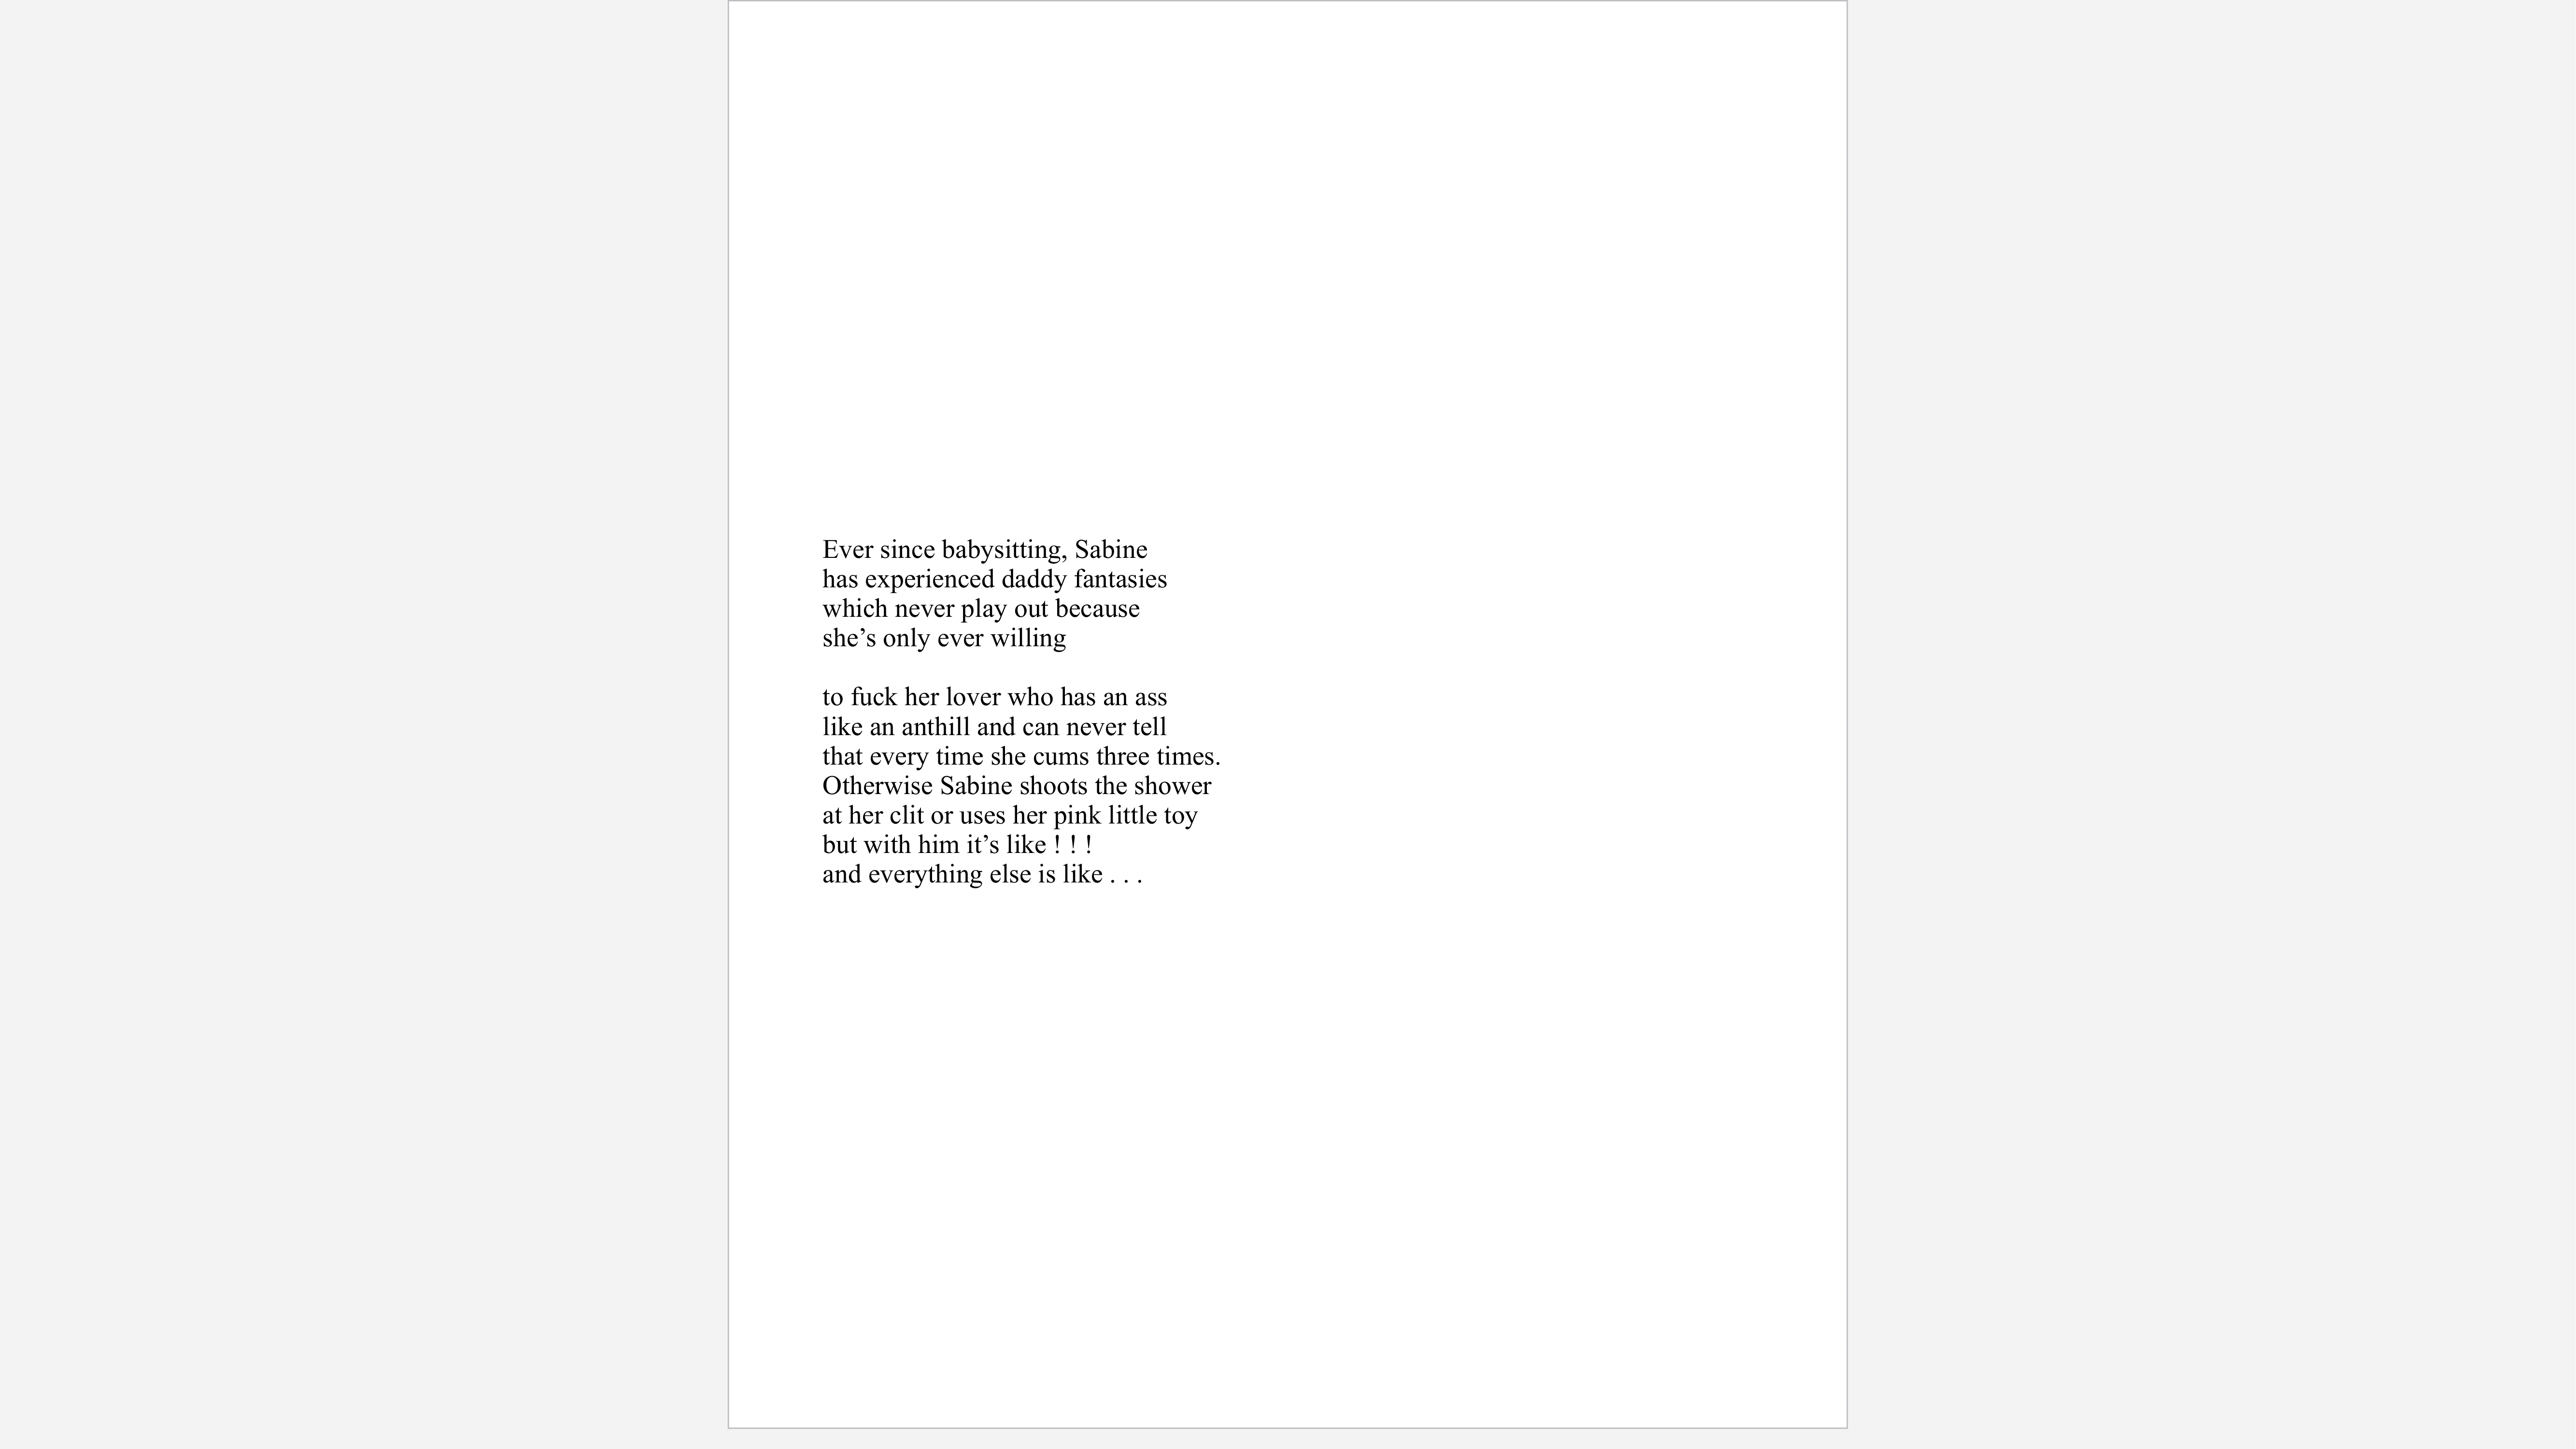 Ever since babysitting, Sabine
has experienced daddy fantasies
which never play out because
she’s only ever willing

to fuck her lover who has an ass
like an anthill and can never tell
that every time she cums three times.
Otherwise Sabine shoots the shower
at her clit or uses her pink little toy
but with him it’s like ! ! !
and everything else is like . . .